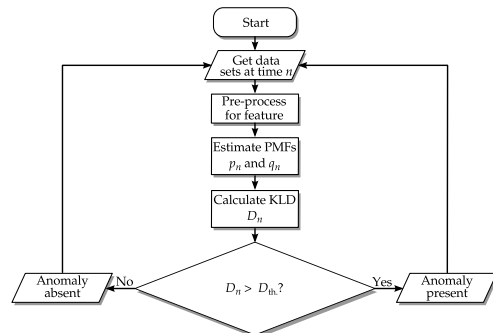 Start
Get data
sets at time n
Pre-process
for feature
Estimate PMFs
pn and qn
Calculate KLD
Dn
No
Dn > Dth.?
Yes
Anomaly
absent
Anomaly
present